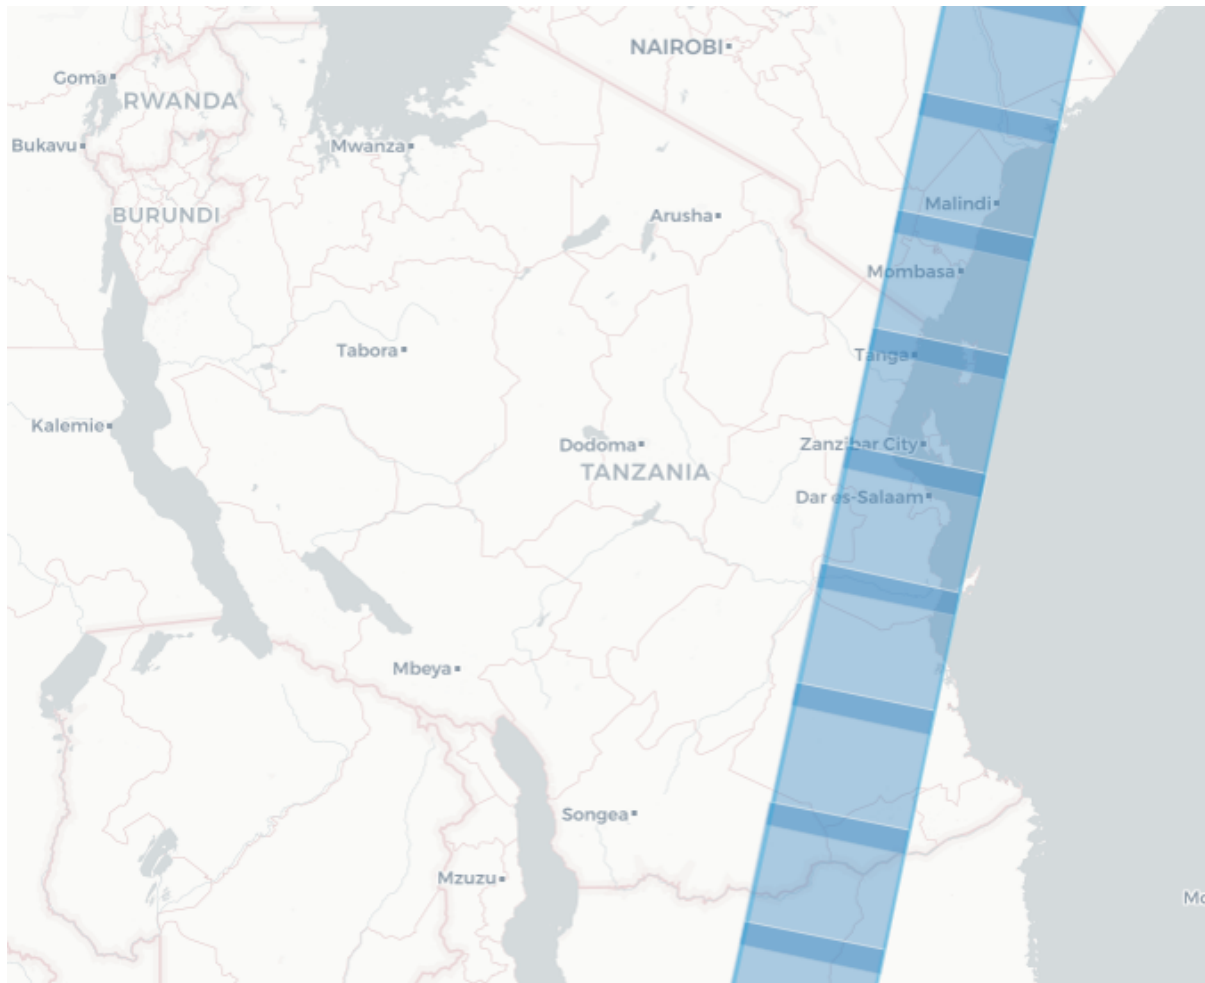 NAIROBI
Goma
RWANDA
Bukavu
Mwanza
Malindi
BURUNDI
Arusha
Mombasa
Tabora
Tanga
Kalemie
Dodoma
Zanzibar City
TANZANIA
Dar es-Salaam
Mbeya
Songea
Mzuzu